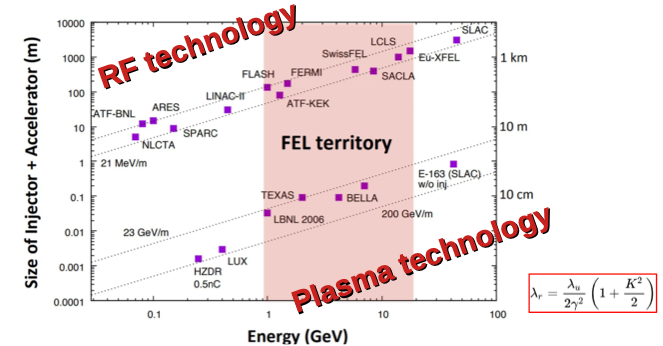 RF technology
Plasma technology
FEL territory
Size of Injector + Accelerator (m)
10000
1000
100
10
1
0.1
0.01
0.001
0.0001
1 km
10 m
10 cm
SLAC
LCLS
Eu-XFEL
SwissFEL
SACLA
FLASH
FERMI
ATF-KEK
LINAC-II
ARES
ATF-BNL
SPARC
NLCTA
21 MeV/m
E-163 (SLAC)
w/o inj.
TEXAS
BELLA
LBNL 2006
200 GeV/m
23 GeV/m
LUX
HZDR
0.5nC
0.1
1
10
100
Energy (GeV)
λ_r = λ_u / 2γ² (1 + K² / 2)